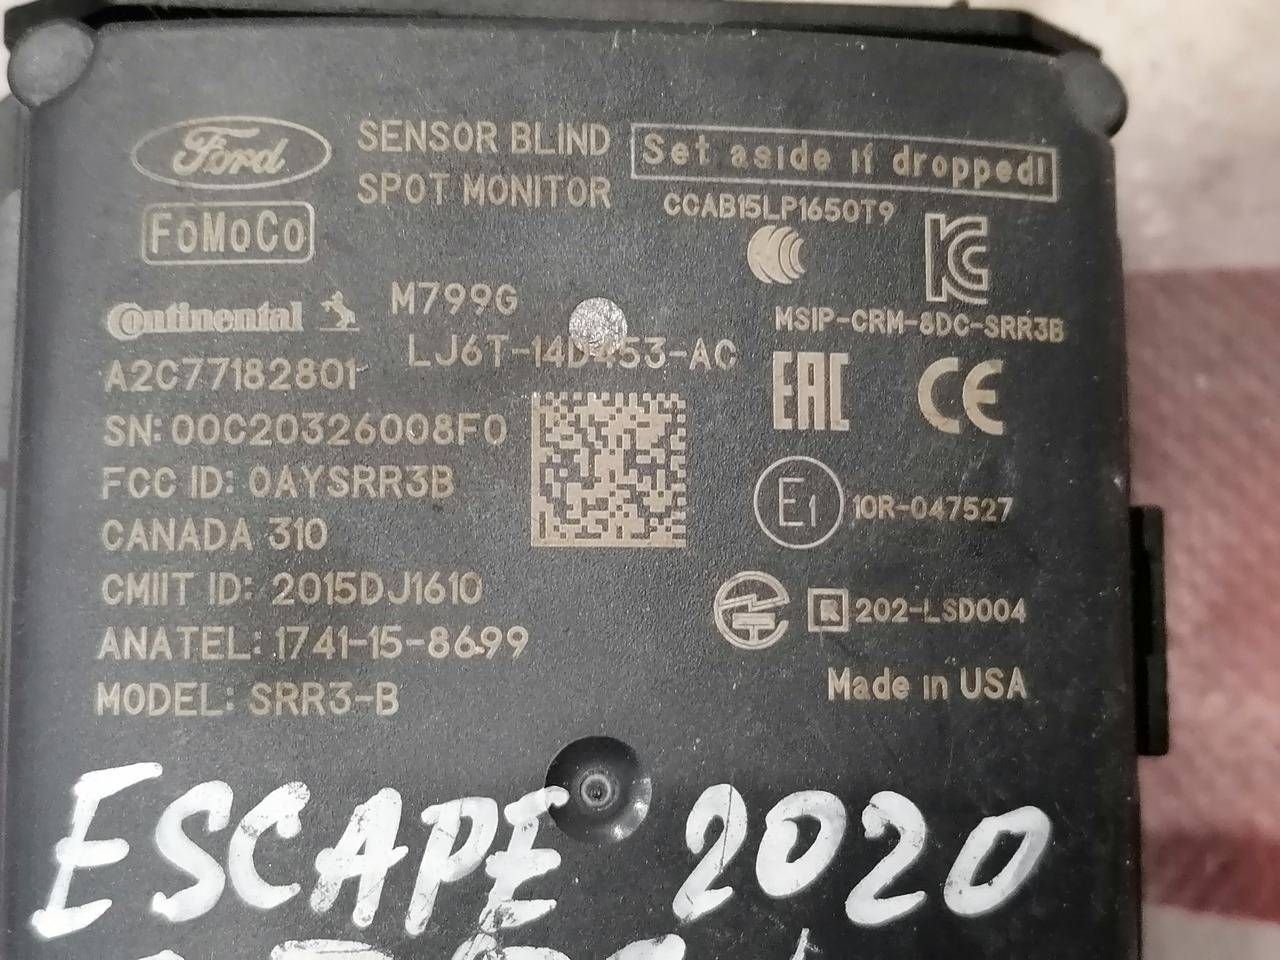 Ford
SENSOR BLIND
SPOT MONITOR
Set aside if dropped!
FoMoCo
CCAB15LP1650T9
Continental
M799G
MSIP-CRM-8DC-SRR3B
A2C77182801
LJ6T-14D453-AC
EAC
CE
SN: 00C20326008F0
FCC ID: 0AYSRR3B
E1
10R-047527
CANADA 310
CMIIT ID: 2015DJ1610
R
202-LSD004
ANATEL: 1741-15-8699
MODEL: SRR3-B
Made in USA
ESCAPE 2020